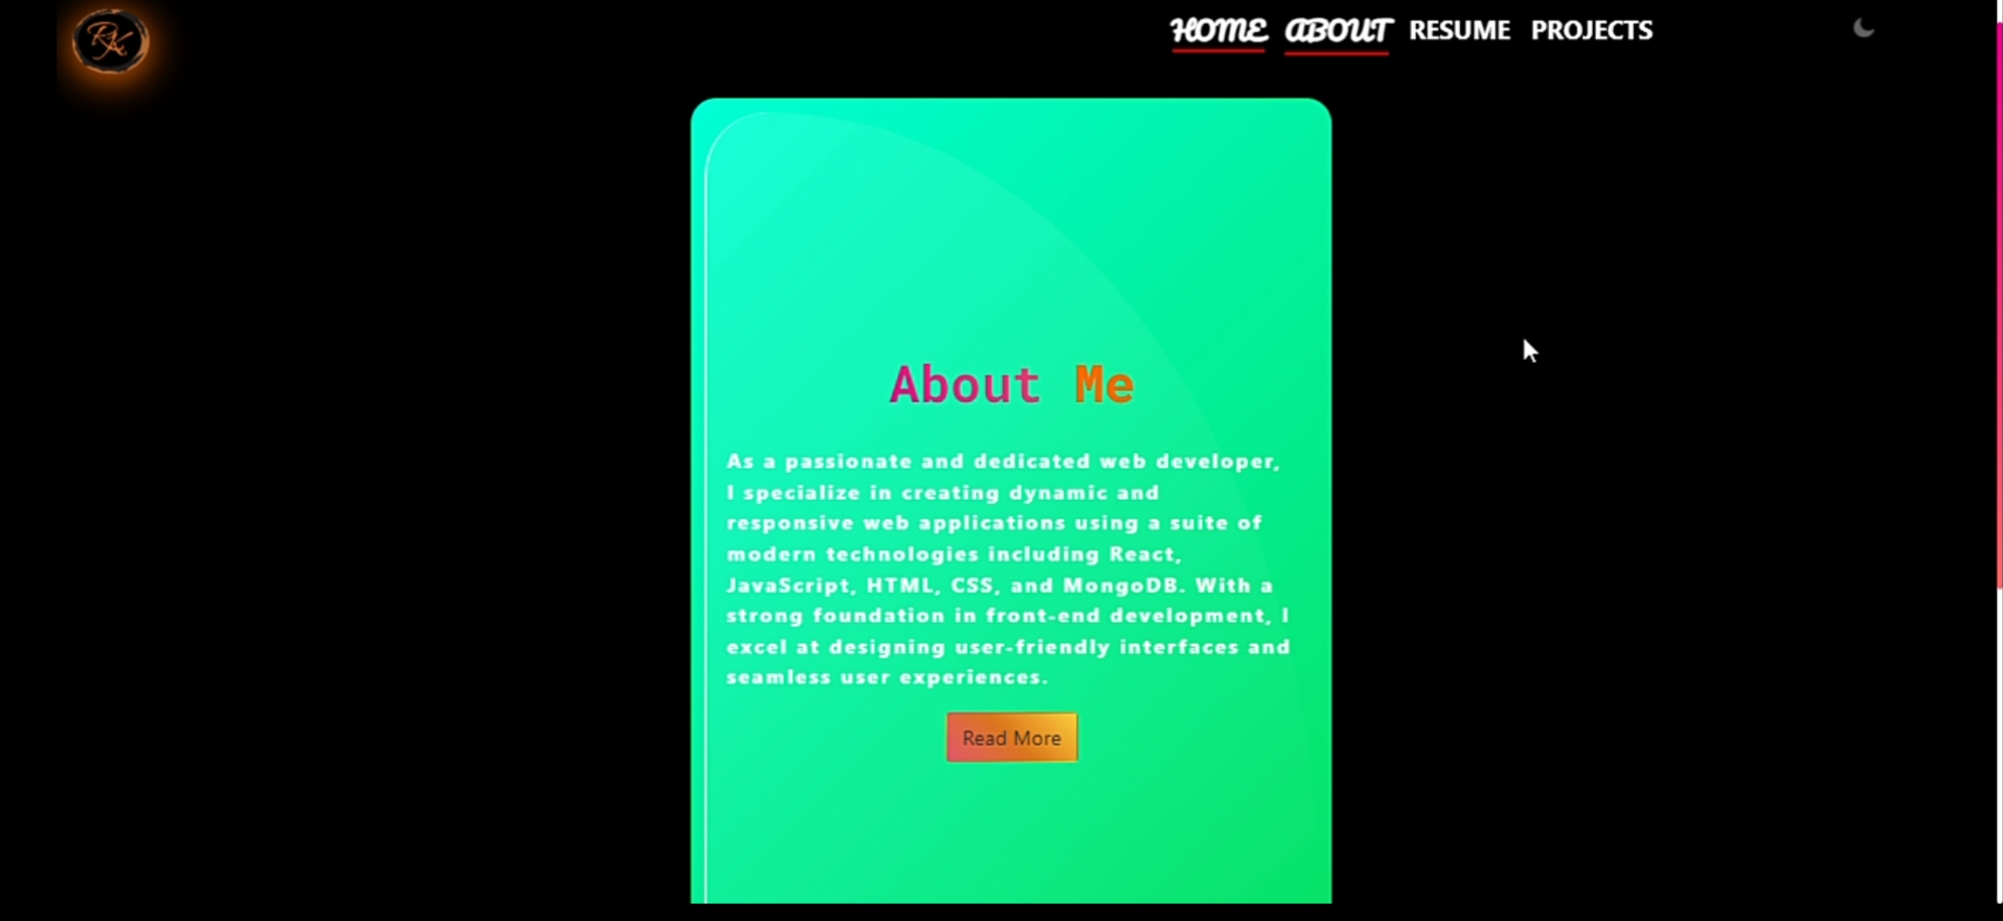 RK
HOME ABOUT RESUME PROJECTS
About Me
As a passionate and dedicated web developer,
I specialize in creating dynamic and
responsive web applications using a suite of
modern technologies including React,
JavaScript, HTML, CSS, and MongoDB. With a
strong foundation in front-end development, I
excel at designing user-friendly interfaces and
seamless user experiences.
Read More